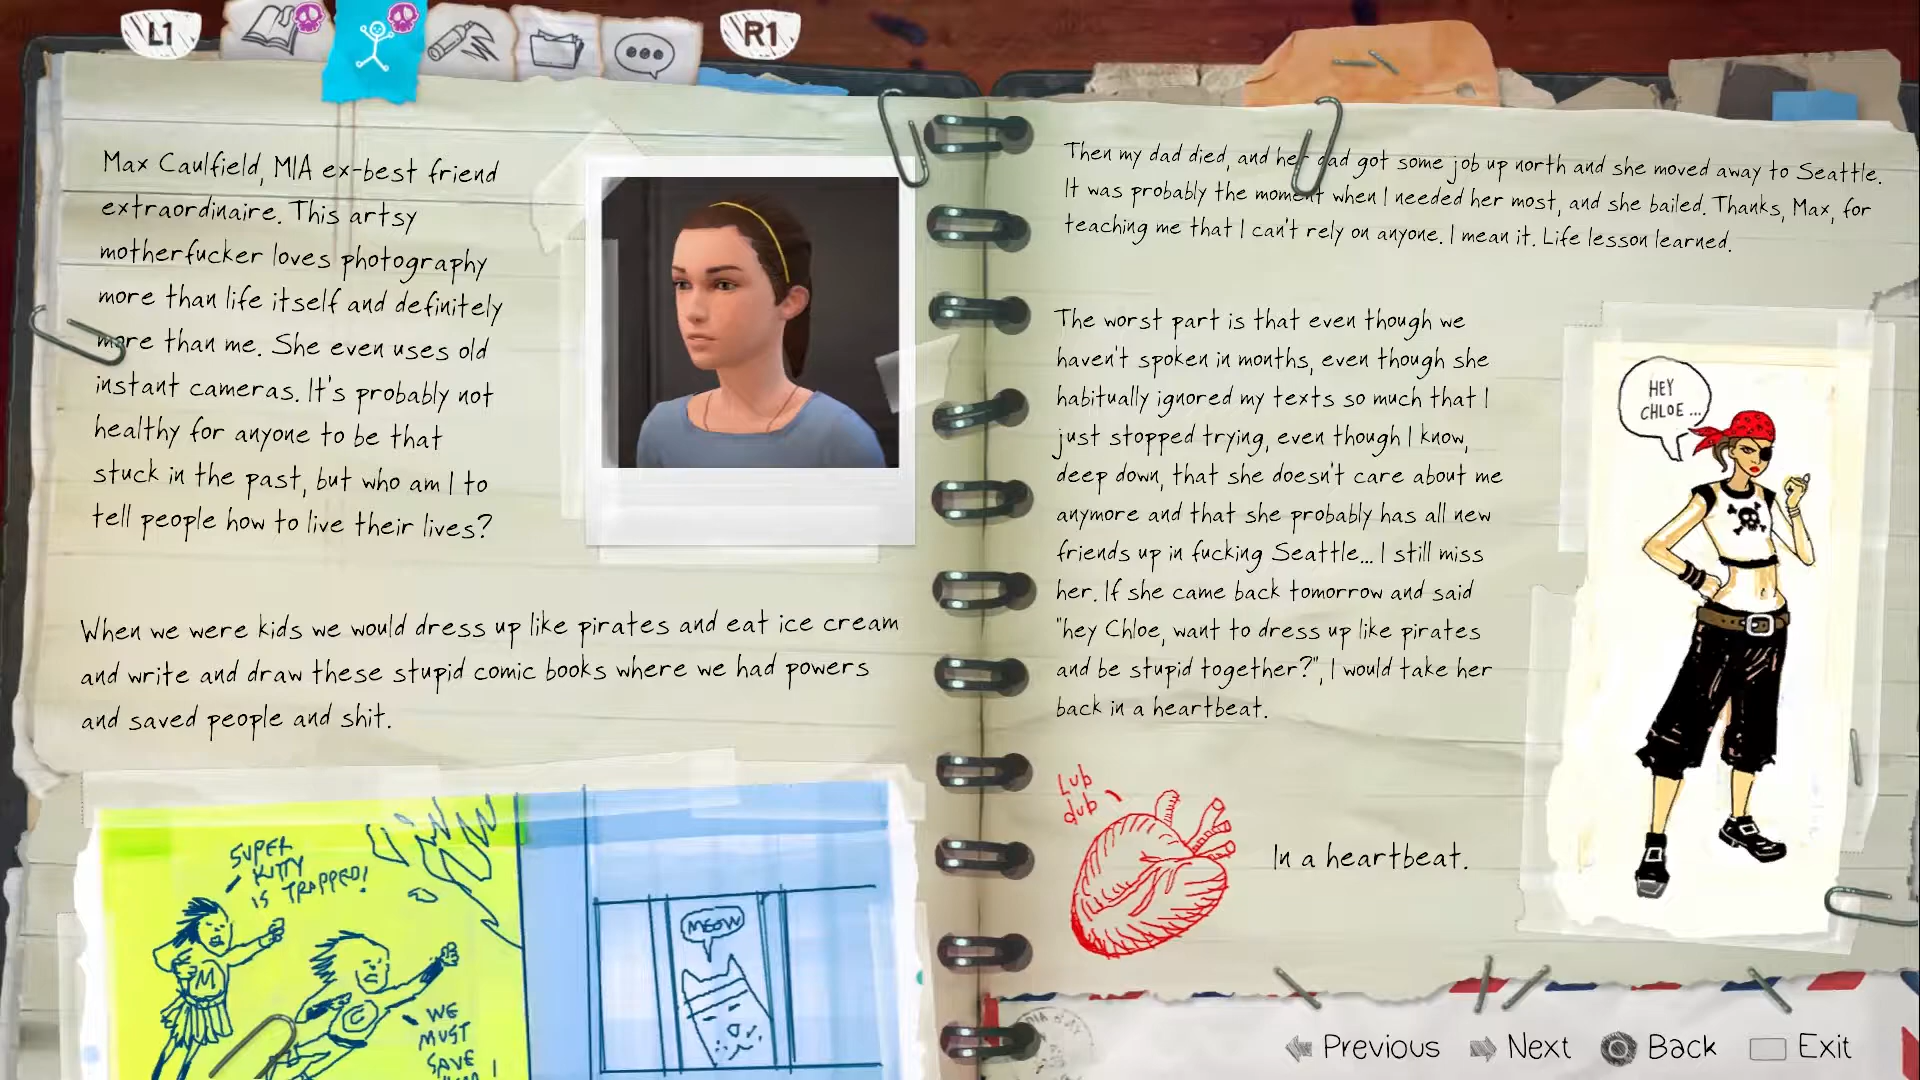 L1
R1
Max Caulfield, MIA ex-best friend
extraordinaire. This artsy
motherfucker loves photography
more than life itself and definitely
more than me. She even uses old
instant cameras. It's probably not
healthy for anyone to be that
stuck in the past, but who am I to
tell people how to live their lives?
When we were kids we would dress up like pirates and eat ice cream
and write and draw these stupid comic books where we had powers
and saved people and shit.
SUPER
KITTY
IS TRAPPED!
M
C
WE
MUST
SAVE
MEOW
Then my dad died, and her dad got some job up north and she moved away to Seattle.
It was probably the moment when I needed her most, and she bailed. Thanks, Max, for
teaching me that I can't rely on anyone. I mean it. Life lesson learned.
The worst part is that even though we
haven't spoken in months, even though she
habitually ignored my texts so much that I
just stopped trying, even though I know,
deep down, that she doesn't care about me
anymore and that she probably has all new
friends up in fucking Seattle... I still miss
her. If she came back tomorrow and said
"hey Chloe, want to dress up like pirates
and be stupid together?", I would take her
back in a heartbeat.
HEY
CHLOE...
Lub
dub
In a heartbeat.
Previous
Next
Back
Exit